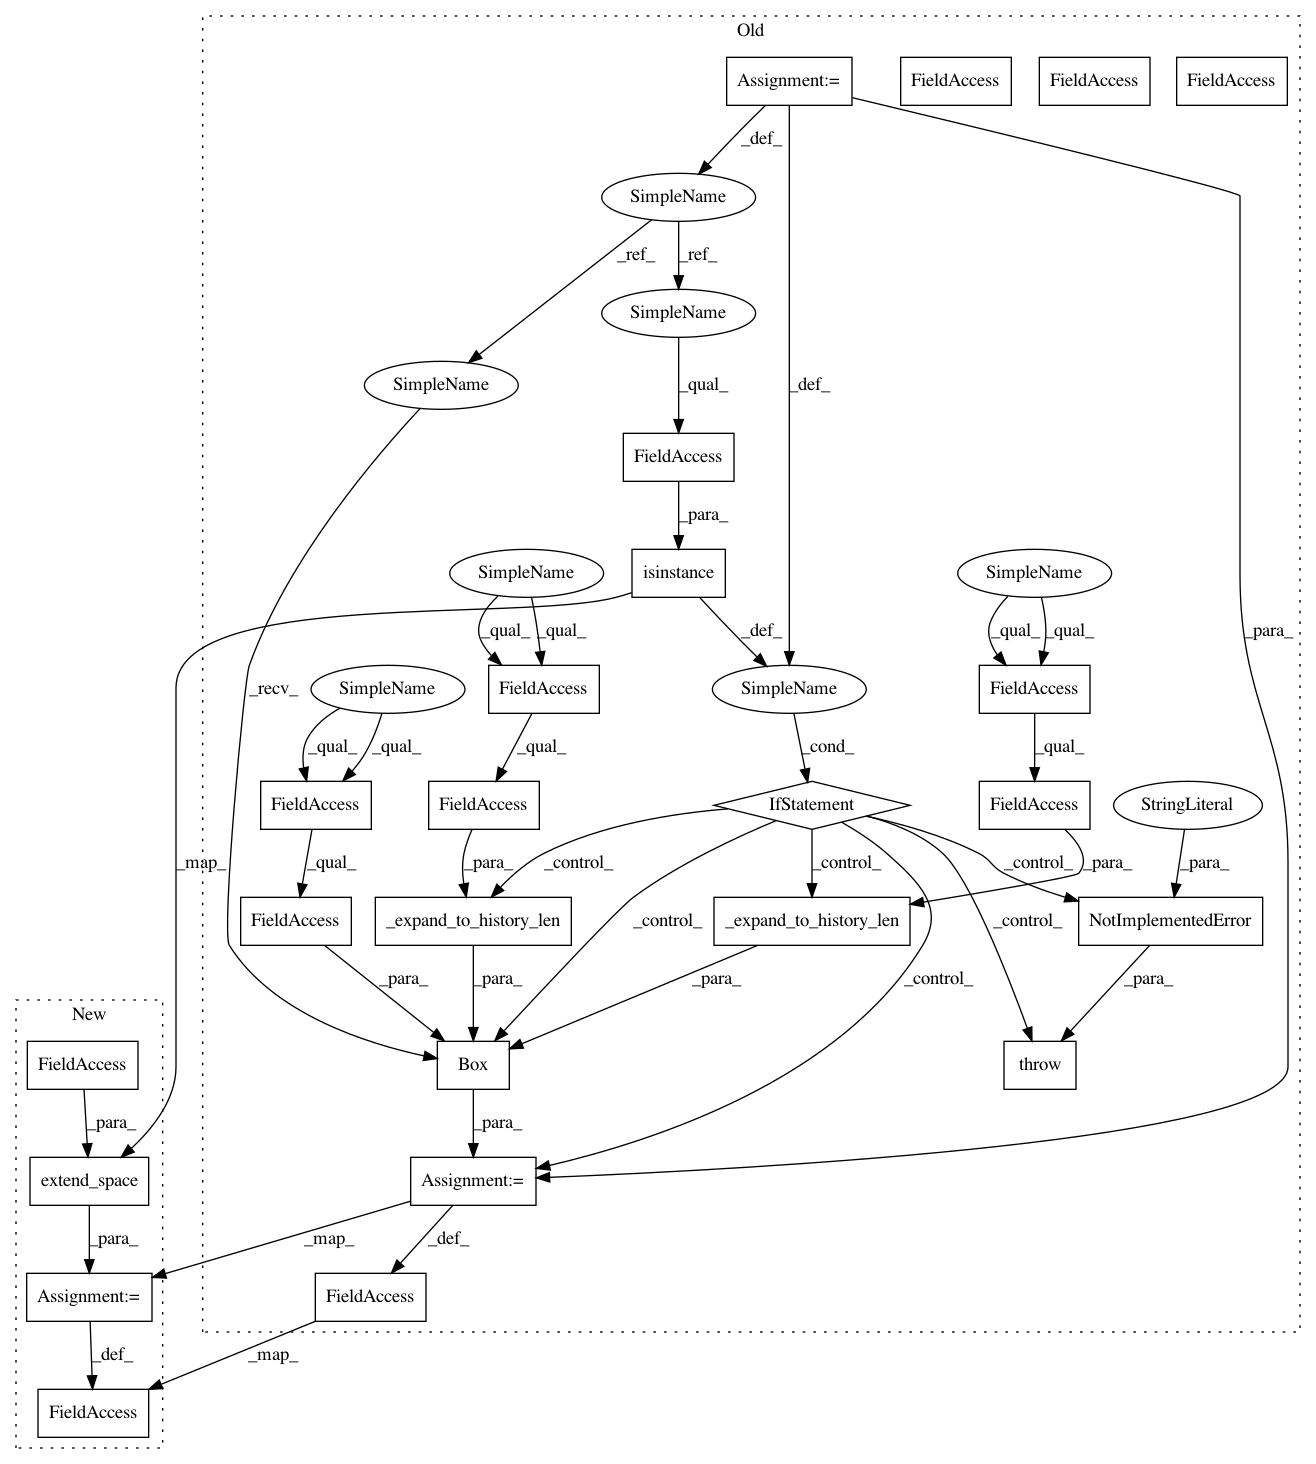 Old
Assignment:=
FieldAccess
FieldAccess
FieldAccess
_def_
SimpleName
_ref_
_ref_
SimpleName
SimpleName
_qual_
_def_
FieldAccess
_para_
SimpleName
isinstance
SimpleName
_qual_
_qual_
_def_
_qual_
_qual_
_para_
SimpleName
FieldAccess
SimpleName
FieldAccess
_recv_
_qual_
_qual_
_qual_
_cond_
_qual_
FieldAccess
FieldAccess
IfStatement
FieldAccess
StringLiteral
_map_
_qual_
_para_
_control_
_control_
_para_
_control_
_para_
FieldAccess
_expand_to_history_len
_control_
_expand_to_history_len
_control_
NotImplementedError
_para_
_para_
_para_
_control_
_para_
New
FieldAccess
Box
throw
_para_
_para_
extend_space
Assignment:=
_para_
_map_
_def_
Assignment:=
FieldAccess
_def_
_map_
FieldAccess